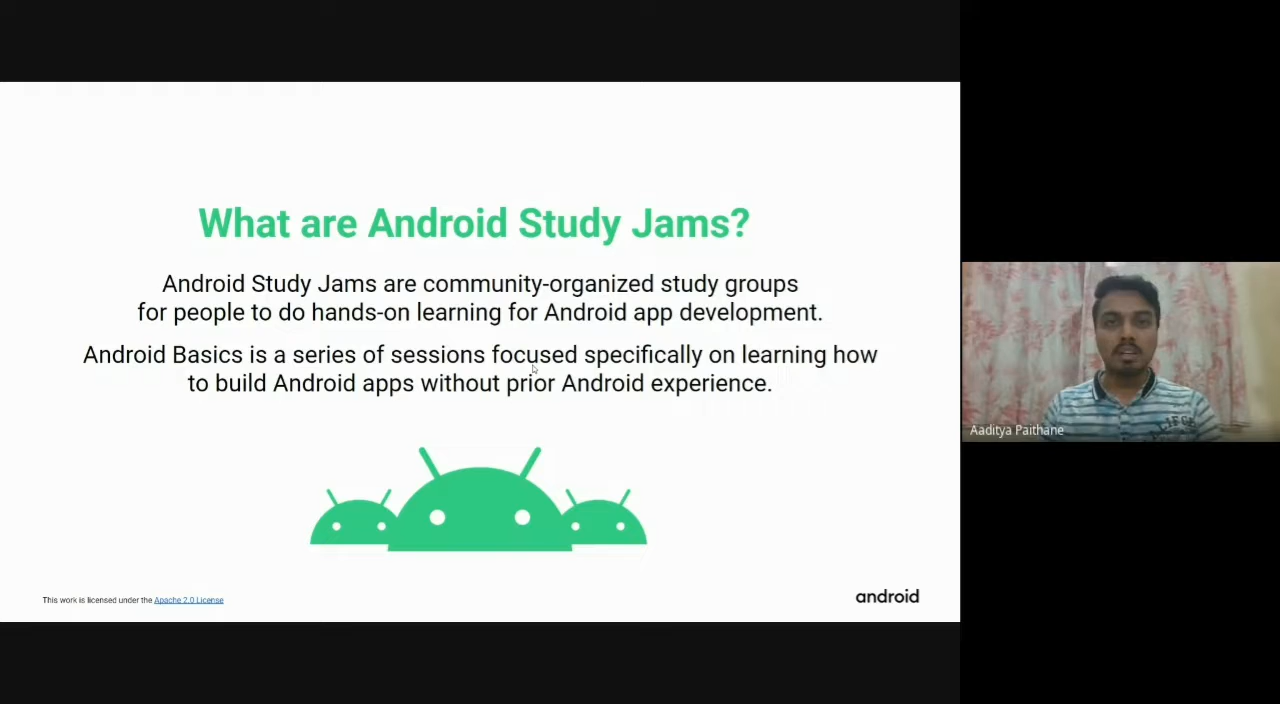 What are Android Study Jams?
Android Study Jams are community-organized study groups
for people to do hands-on learning for Android app development.
Android Basics is a series of sessions focused specifically on learning how
to build Android apps without prior Android experience.
This work is licensed under the Apache 2.0 License
android
Aaditya Paithane